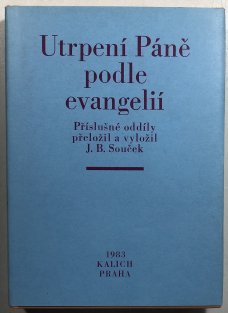 Utrpení Páně
podle
evangelií
Příslušné oddíly
přeložil a vyložil
J. B. Souček
1983
KALICH
PRAHA